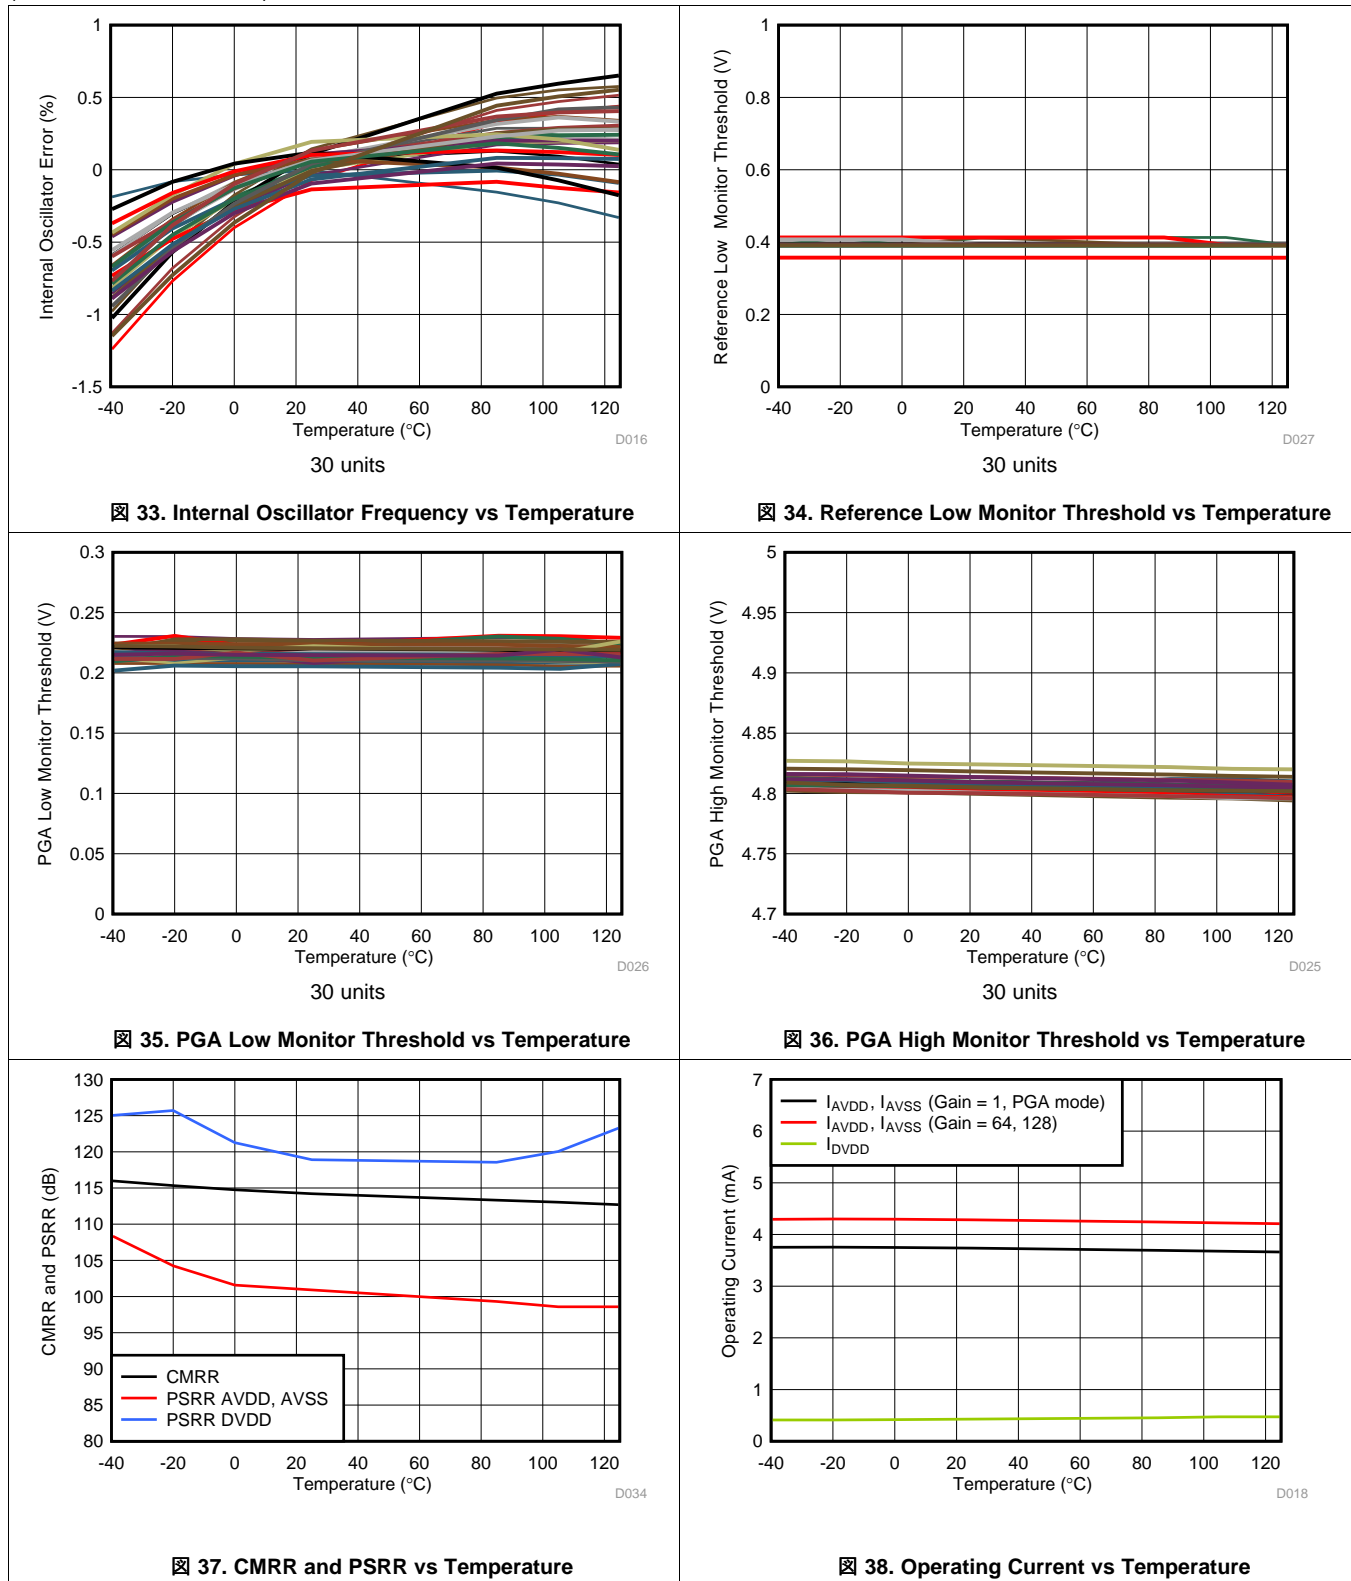 1
0.5
0
-0.5
-1
-1.5
Internal Oscillator Error (%)
-40 -20 0 20 40 60 80 100 120
Temperature (°C)
D016
30 units
図 33. Internal Oscillator Frequency vs Temperature
1
0.8
0.6
0.4
0.2
0
Reference Low Monitor Threshold (V)
-40 -20 0 20 40 60 80 100 120
Temperature (°C)
D027
30 units
図 34. Reference Low Monitor Threshold vs Temperature
0.3
0.25
0.2
0.15
0.1
0.05
0
PGA Low Monitor Threshold (V)
-40 -20 0 20 40 60 80 100 120
Temperature (°C)
D026
30 units
図 35. PGA Low Monitor Threshold vs Temperature
5
4.95
4.9
4.85
4.8
4.75
4.7
PGA High Monitor Threshold (V)
-40 -20 0 20 40 60 80 100 120
Temperature (°C)
D025
30 units
図 36. PGA High Monitor Threshold vs Temperature
130
125
120
115
110
105
100
95
90
85
80
CMRR and PSRR (dB)
CMRR
PSRR AVDD, AVSS
PSRR DVDD
-40 -20 0 20 40 60 80 100 120
Temperature (°C)
D034
図 37. CMRR and PSRR vs Temperature
7
6
5
4
3
2
1
0
Operating Current (mA)
IAVDD, IAVSS (Gain = 1, PGA mode)
IAVDD, IAVSS (Gain = 64, 128)
IDVDD
-40 -20 0 20 40 60 80 100 120
Temperature (°C)
D018
図 38. Operating Current vs Temperature